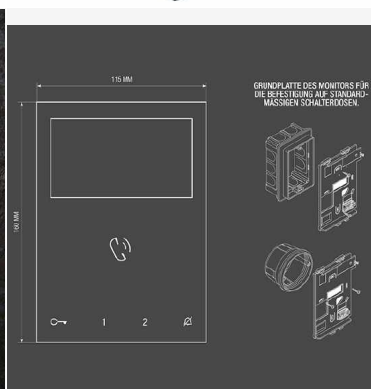 115 MM
GRUNDPLATTE DES MONITORS FÜR
DIE BEFESTIGUNG AUF STANDARD-
MÄSSIGEN SCHALTERDOSEN.
160 MM
1 2